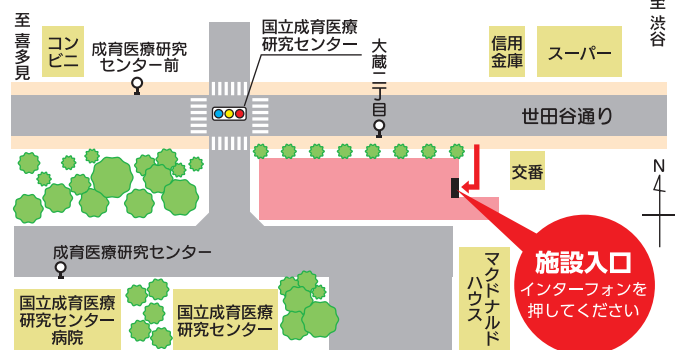 至 喜多見
コン
ビニ
成育医療研究
センター前
国立成育医療
研究センター
大蔵二丁目
信用
金庫
スーパー
至 渋谷
世田谷通り
交番
N
成育医療研究センター
国立成育医療
研究センター
病院
国立成育医療
研究センター
マクドナルド
ハウス
施設入口
インターフォンを
押してください